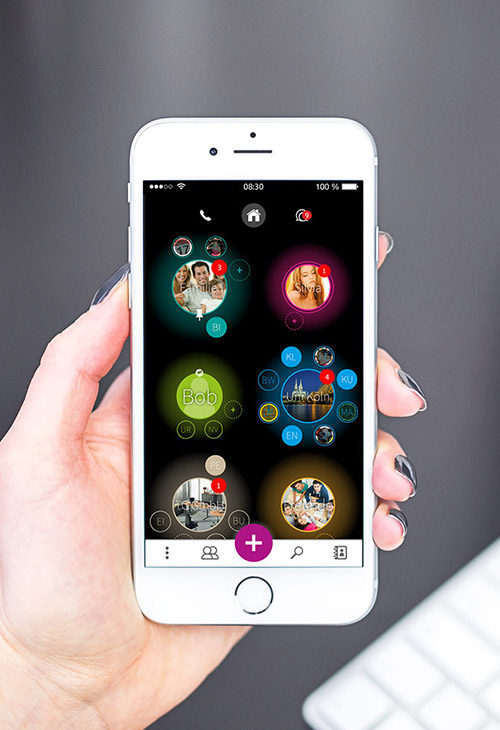 08:30
100 %
9
3
+
1
Familie
Silvia
BI
KL
4
BW
KU
Bob
Uni Köln
MA
UR
NV
EN
PE
1
EI
BU
+